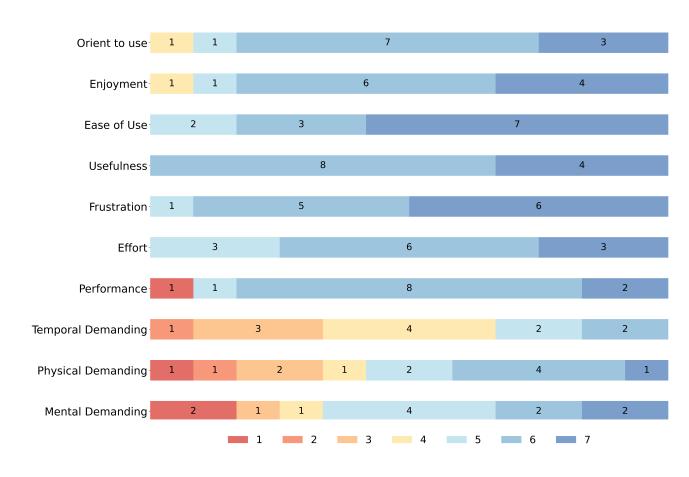 Orient to use 1 1 7 3
Enjoyment 1 1 6 4
Ease of Use 2 3 7
Usefulness 8 4
Frustration 1 5 6
Effort 3 6 3
Performance 1 1 8 2
Temporal Demanding 1 3 4 2 2
Physical Demanding 1 1 2 1 2 4 1
Mental Demanding 2 1 1 4 2 2
1 2 3 4 5 6 7